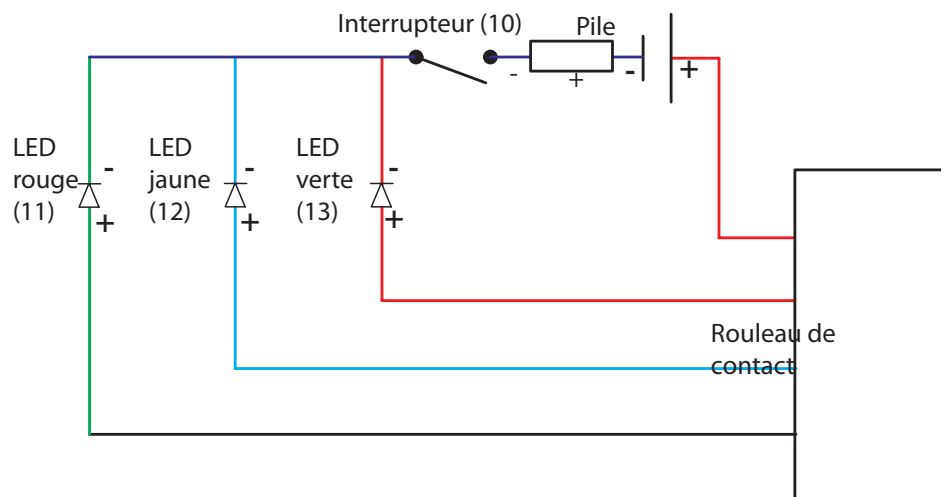 Interrupteur (10)
Pile
-
+
-
+
LED
rouge
(11)
-
+
LED
jaune
(12)
-
+
LED
verte
(13)
-
+
Rouleau de
contact